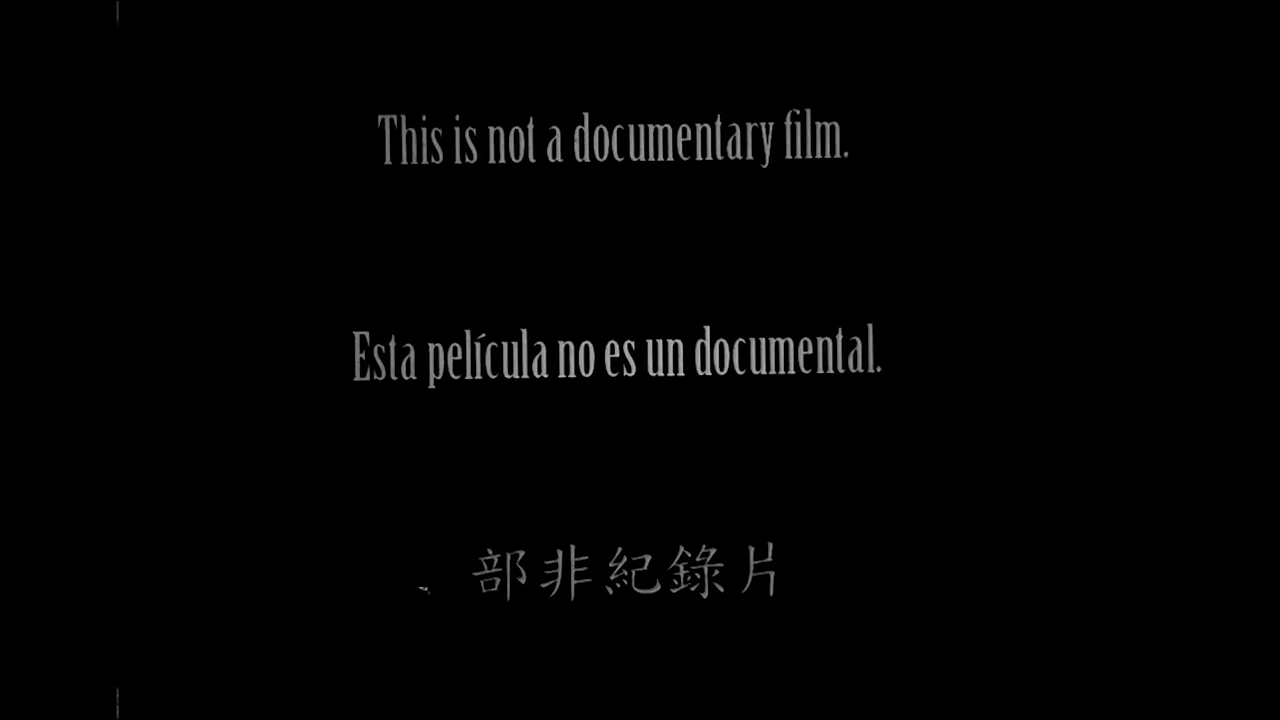 This is not a documentary film.
Esta película no es un documental.
部非紀錄片